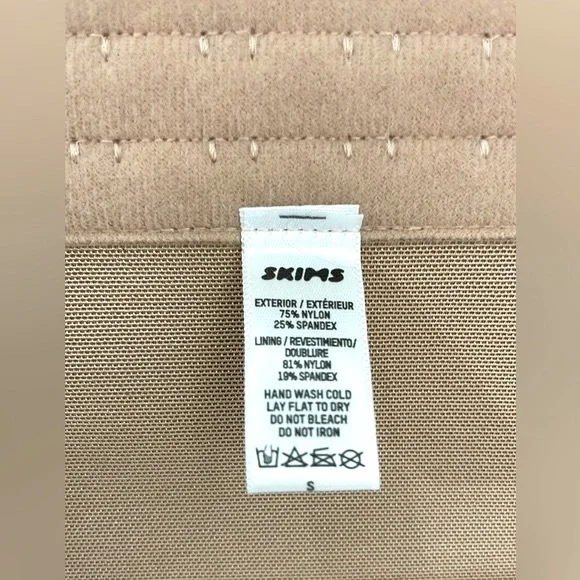 SKIMS
EXTERIOR / EXTÉRIEUR
75% NYLON
25% SPANDEX
LINING / REVESTIMIENTO/
DOUBLURE
81% NYLON
19% SPANDEX
HAND WASH COLD
LAY FLAT TO DRY
DO NOT BLEACH
DO NOT IRON
S